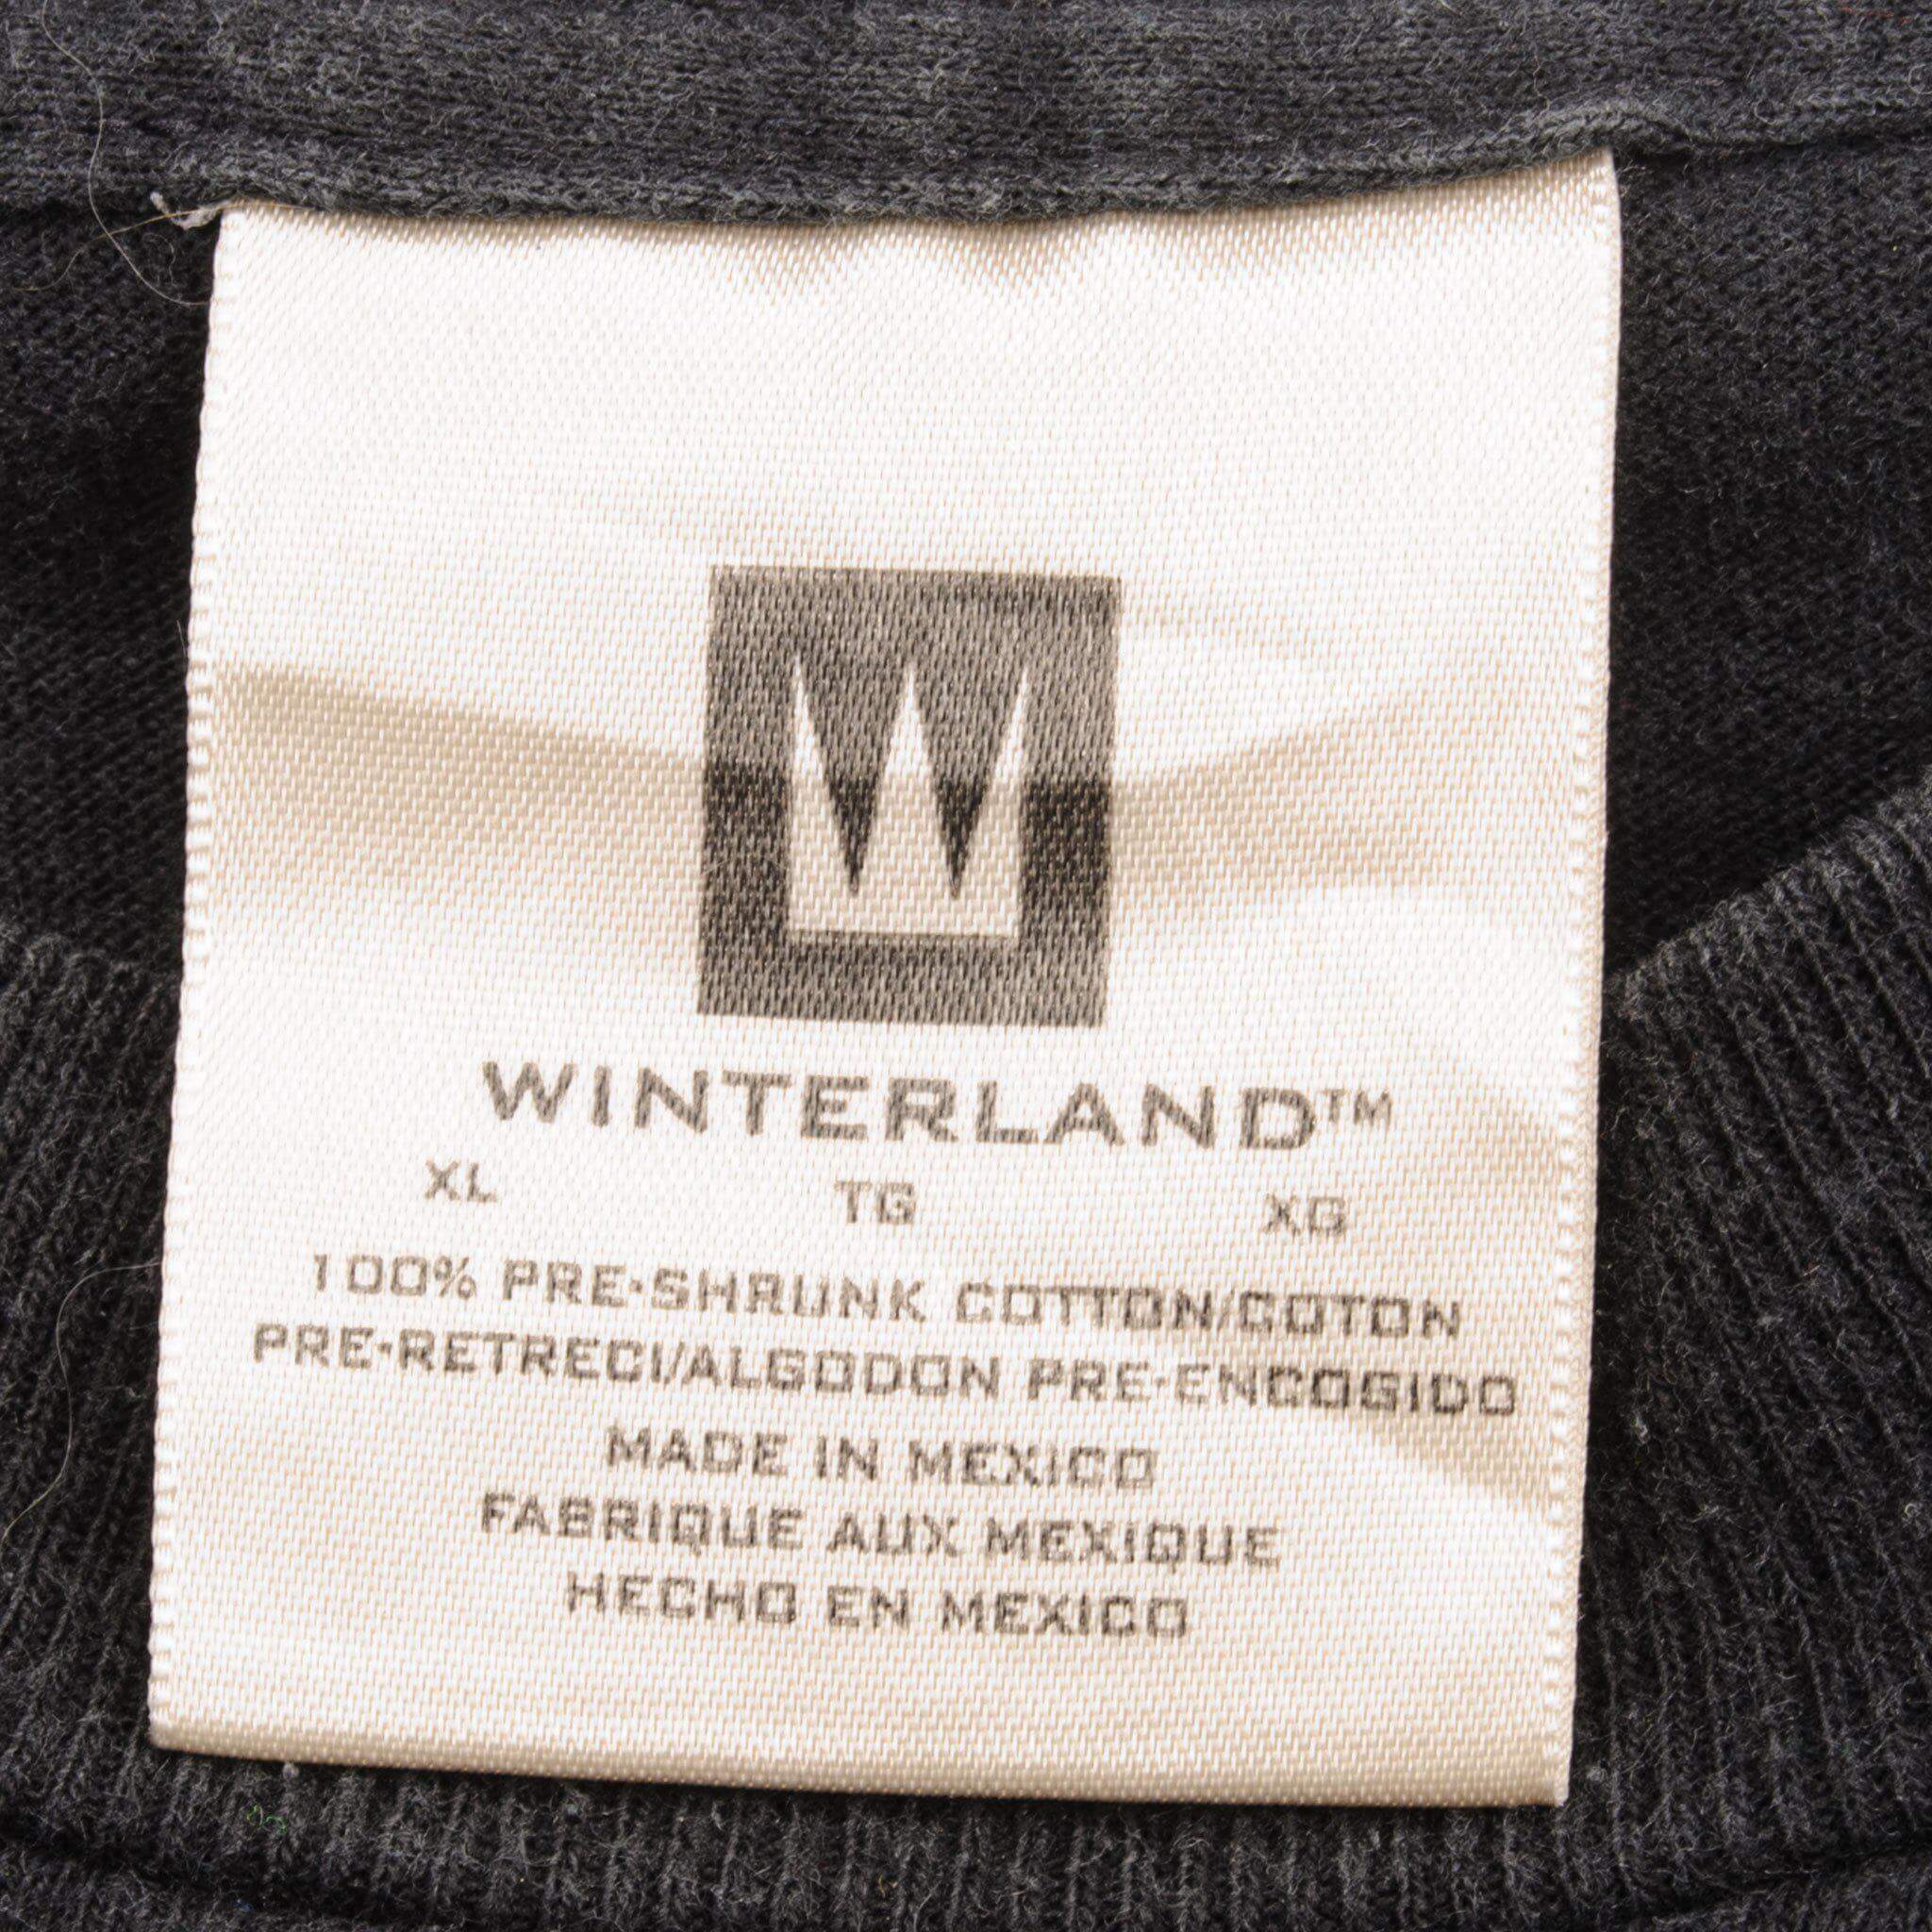 W
WINTERLAND™
XL TG XG
100% PRE-SHRUNK COTTON/COTON
PRE-RETRECI/ALGODON PRE-ENCOGIDO
MADE IN MEXICO
FABRIQUE AUX MEXIQUE
HECHO EN MEXICO